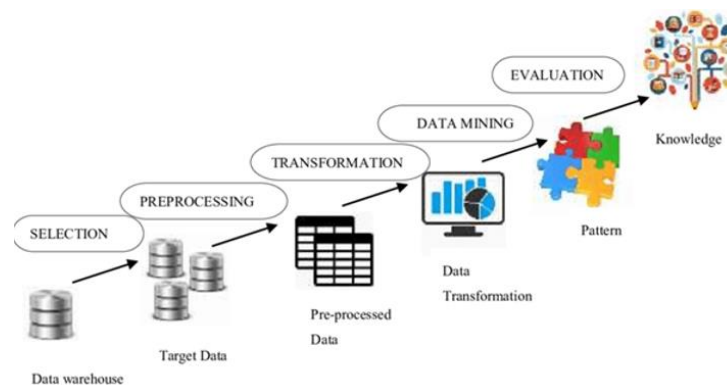 EVALUATION
Knowledge
DATA MINING
Pattern
TRANSFORMATION
Data
Transformation
PREPROCESSING
Pre-processed
Data
SELECTION
Target Data
Data warehouse